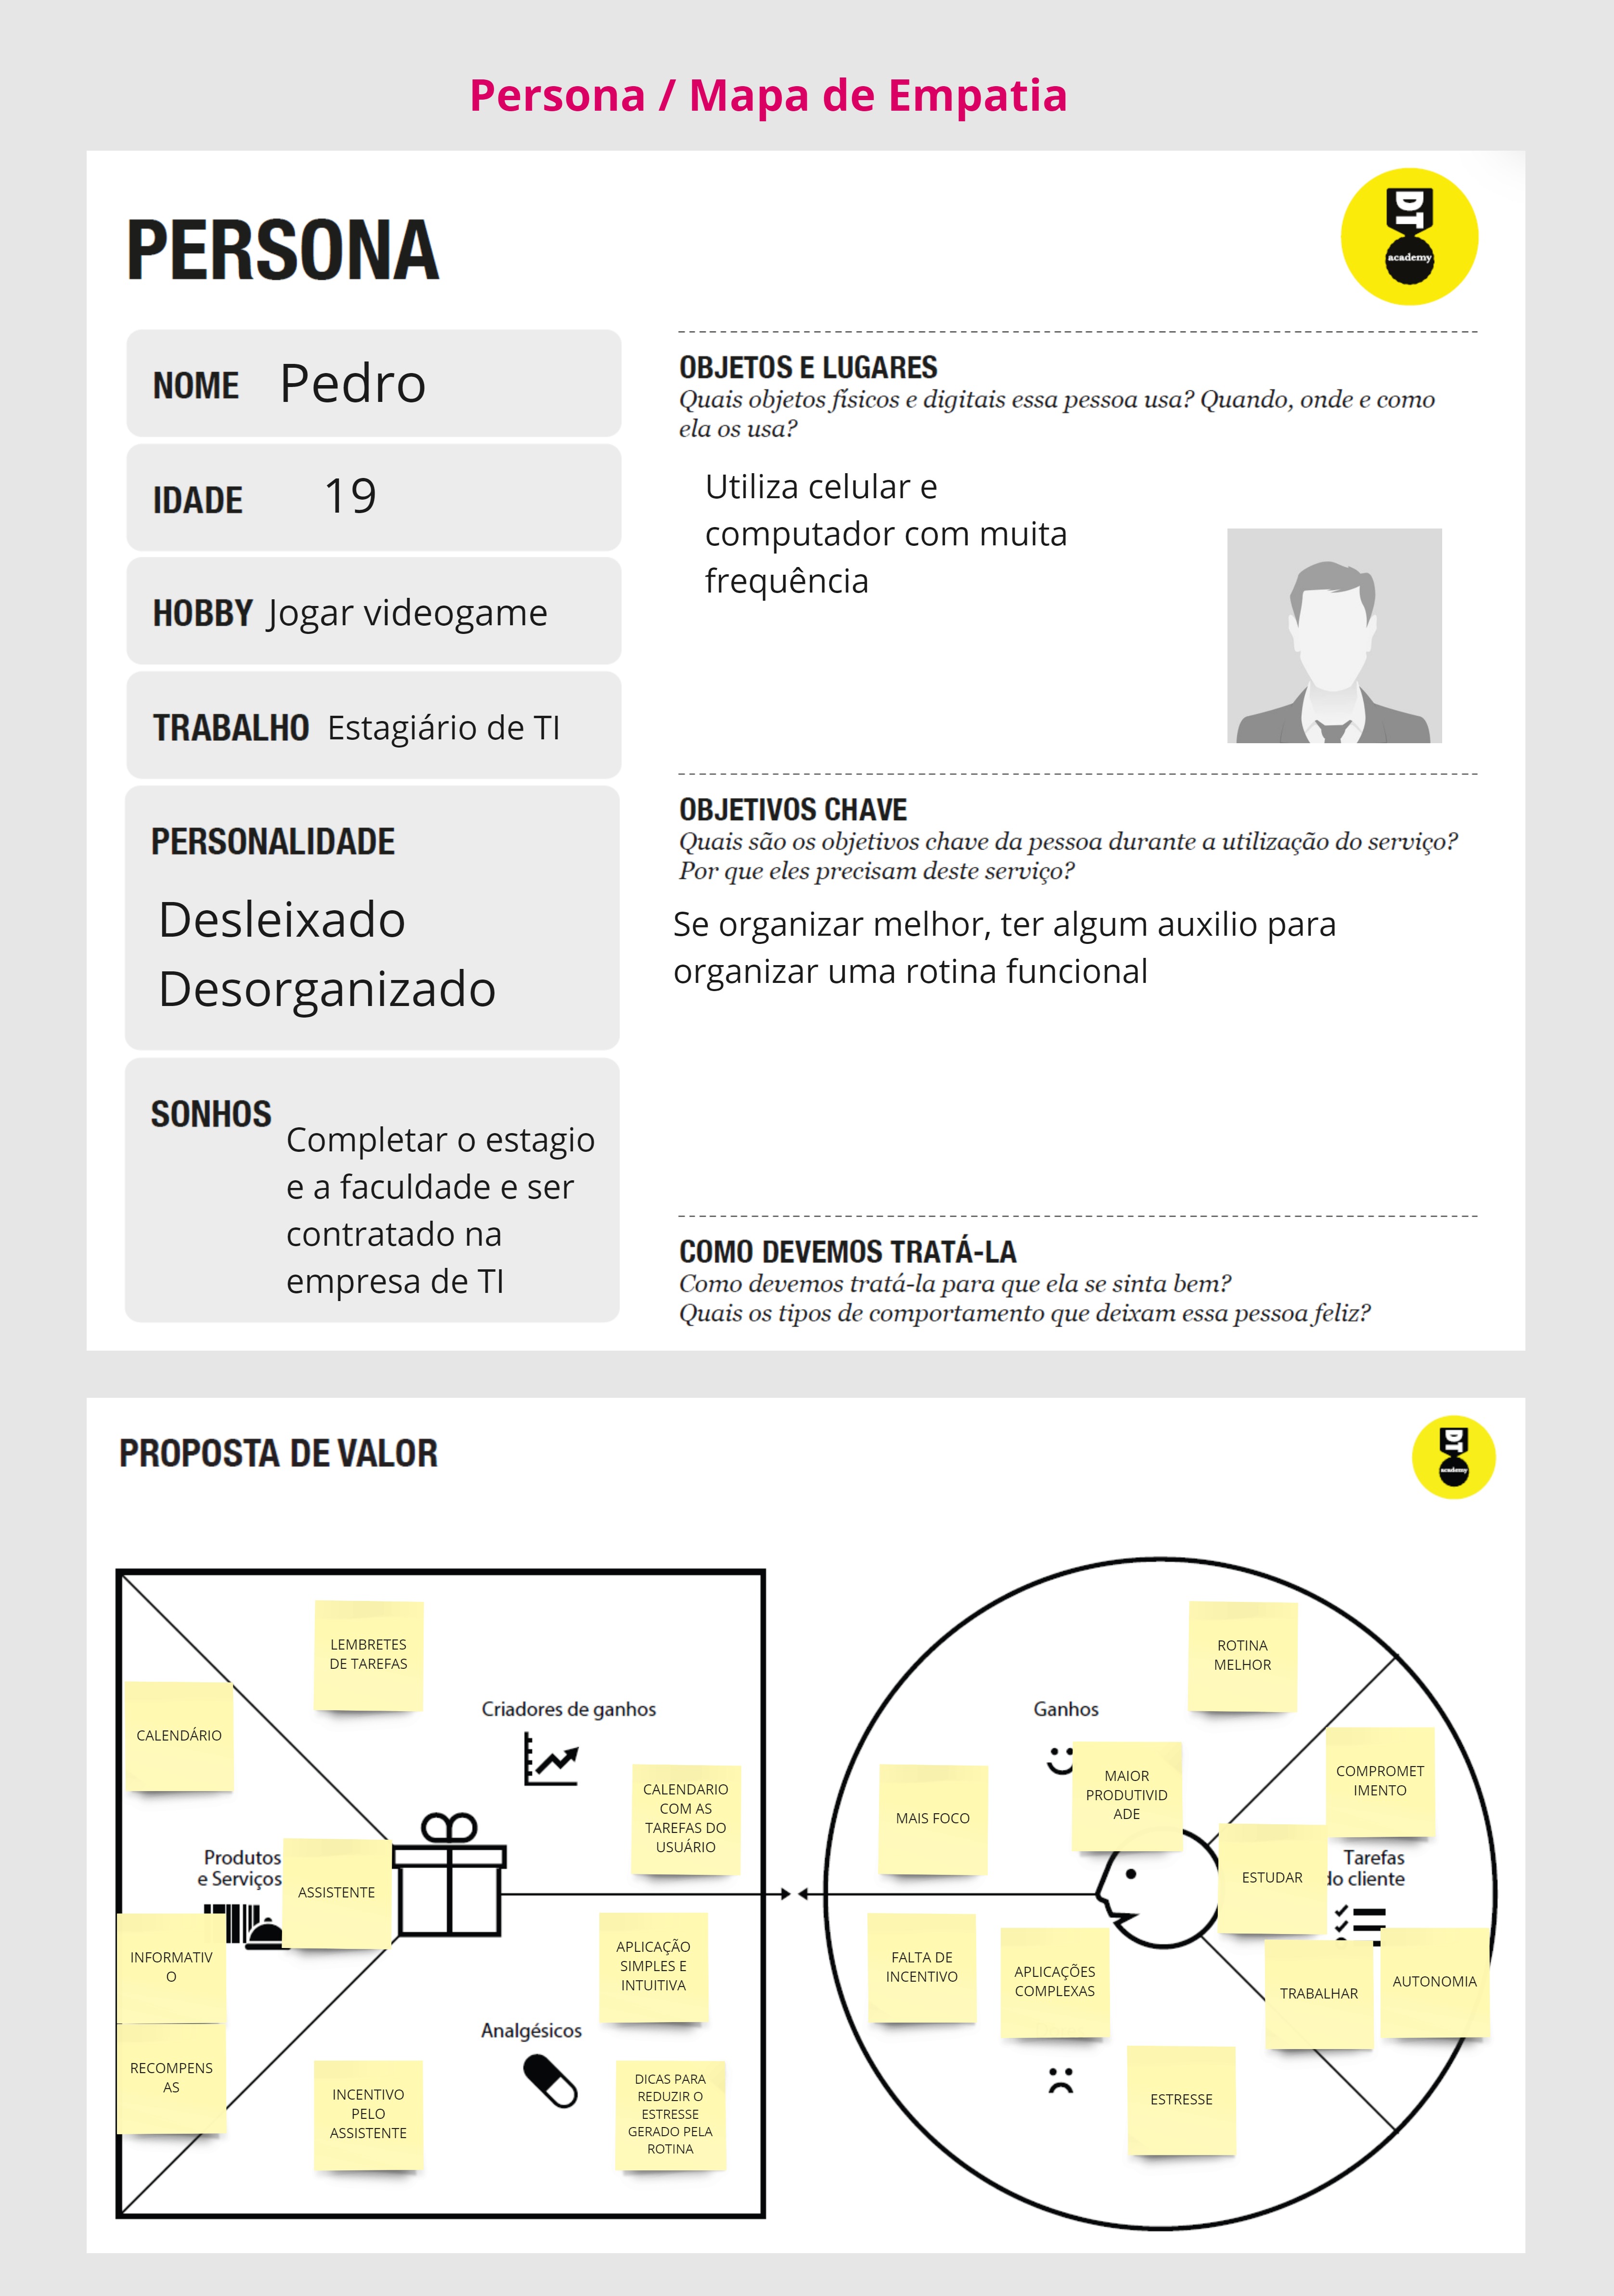 Persona / Mapa de Empatia
PERSONA
DT
academy
NOME Pedro
IDADE 19
HOBBY Jogar videogame
TRABALHO Estagiário de TI
PERSONALIDADE
Desleixado
Desorganizado
SONHOS
Completar o estagio
e a faculdade e ser
contratado na
empresa de TI
OBJETOS E LUGARES
Quais objetos físicos e digitais essa pessoa usa? Quando, onde e como
ela os usa?
Utiliza celular e
computador com muita
frequência
OBJETIVOS CHAVE
Quais são os objetivos chave da pessoa durante a utilização do serviço?
Por que eles precisam deste serviço?
Se organizar melhor, ter algum auxilio para
organizar uma rotina funcional
COMO DEVEMOS TRATÁ-LA
Como devemos tratá-la para que ela se sinta bem?
Quais os tipos de comportamento que deixam essa pessoa feliz?
PROPOSTA DE VALOR
DT
academy
LEMBRETES
DE TAREFAS
CALENDÁRIO
Criadores de ganhos
CALENDARIO
COM AS
TAREFAS DO
USUÁRIO
Produtos
e Serviços
ASSISTENTE
INFORMATIV
O
RECOMPENS
AS
APLICAÇÃO
SIMPLES E
INTUITIVA
Analgésicos
INCENTIVO
PELO
ASSISTENTE
DICAS PARA
REDUZIR O
ESTRESSE
GERADO PELA
ROTINA
ROTINA
MELHOR
Ganhos
MAIOR
PRODUTIVID
ADE
MAIS FOCO
COMPROMET
IMENTO
ESTUDAR
Tarefas
do cliente
FALTA DE
INCENTIVO
APLICAÇÕES
COMPLEXAS
TRABALHAR
AUTONOMIA
ESTRESSE